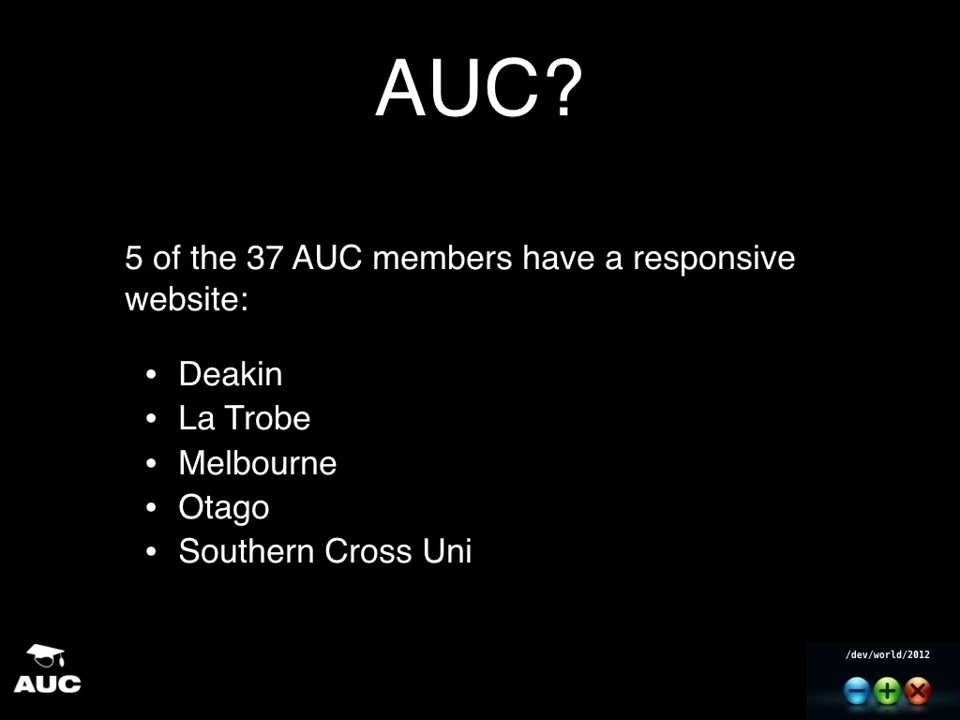 AUC?
5 of the 37 AUC members have a responsive
website:
• Deakin
• La Trobe
• Melbourne
• Otago
• Southern Cross Uni
AUC
/dev/world/2012